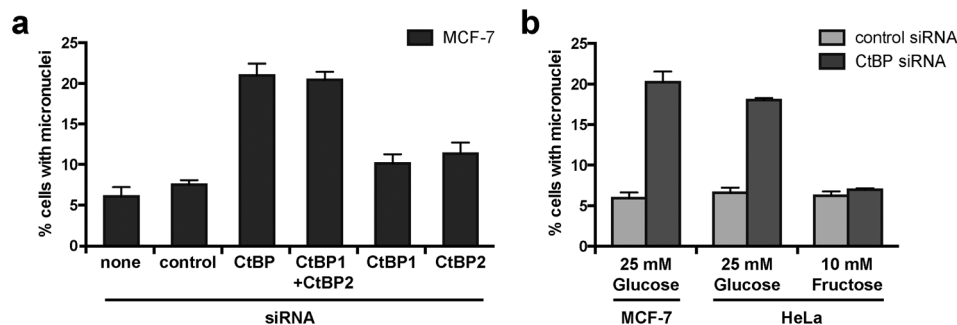 a
MCF-7
% cells with micronuclei
25
20
15
10
5
0
none control CtBP CtBP1 CtBP1 CtBP2
+CtBP2
siRNA
b
control siRNA
CtBP siRNA
% cells with micronuclei
25
20
15
10
5
0
25 mM 25 mM 10 mM
Glucose Glucose Fructose
MCF-7 HeLa